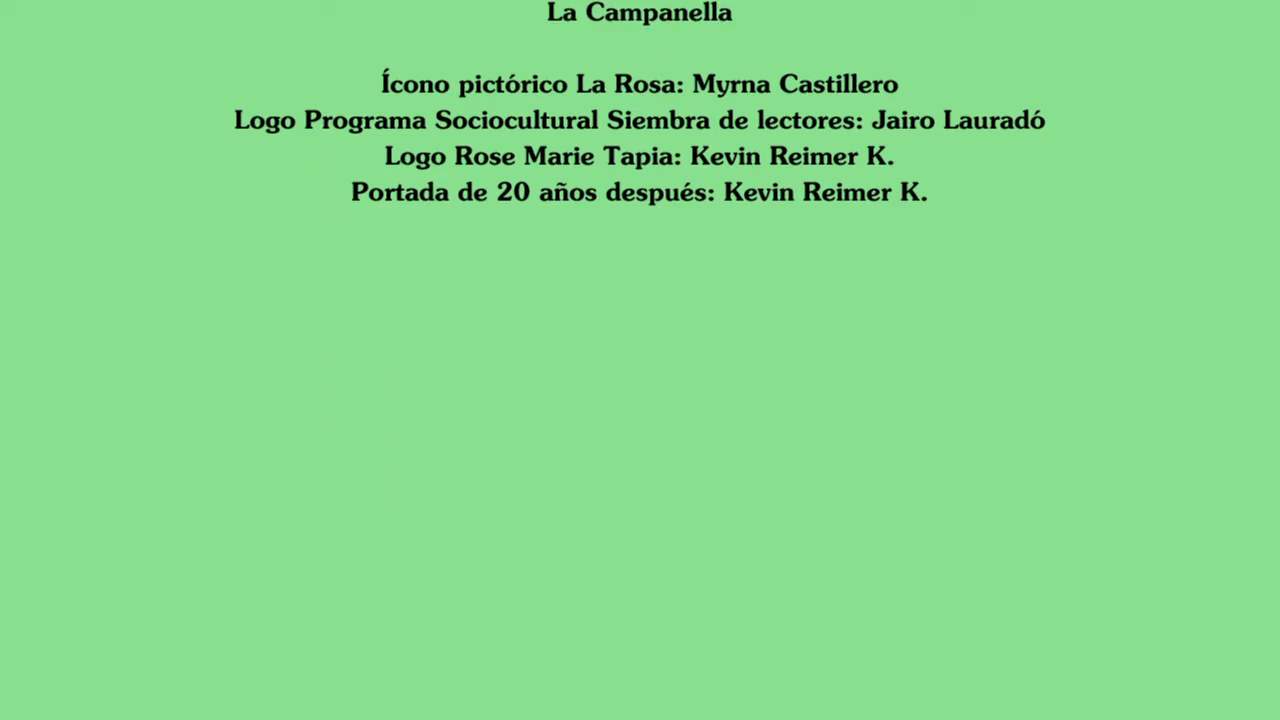 La Campanella
Ícono pictórico La Rosa: Myrna Castillero
Logo Programa Sociocultural Siembra de lectores: Jairo Lauradó
Logo Rose Marie Tapia: Kevin Reimer K.
Portada de 20 años después: Kevin Reimer K.